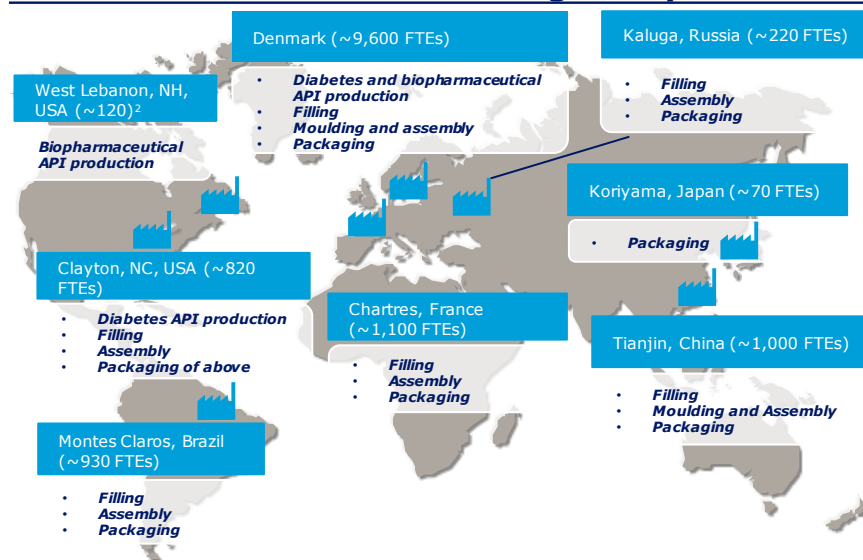 Denmark (~9,600 FTEs)
• Diabetes and biopharmaceutical
API production
• Filling
• Moulding and assembly
• Packaging
Kaluga, Russia (~220 FTEs)
• Filling
• Assembly
• Packaging
West Lebanon, NH,
USA (~120)²
Biopharmaceutical
API production
Koriyama, Japan (~70 FTEs)
• Packaging
Clayton, NC, USA (~820
FTEs)
• Diabetes API production
• Filling
• Assembly
• Packaging of above
Chartres, France
(~1,100 FTEs)
• Filling
• Assembly
• Packaging
Tianjin, China (~1,000 FTEs)
• Filling
• Moulding and Assembly
• Packaging
Montes Claros, Brazil
(~930 FTEs)
• Filling
• Assembly
• Packaging